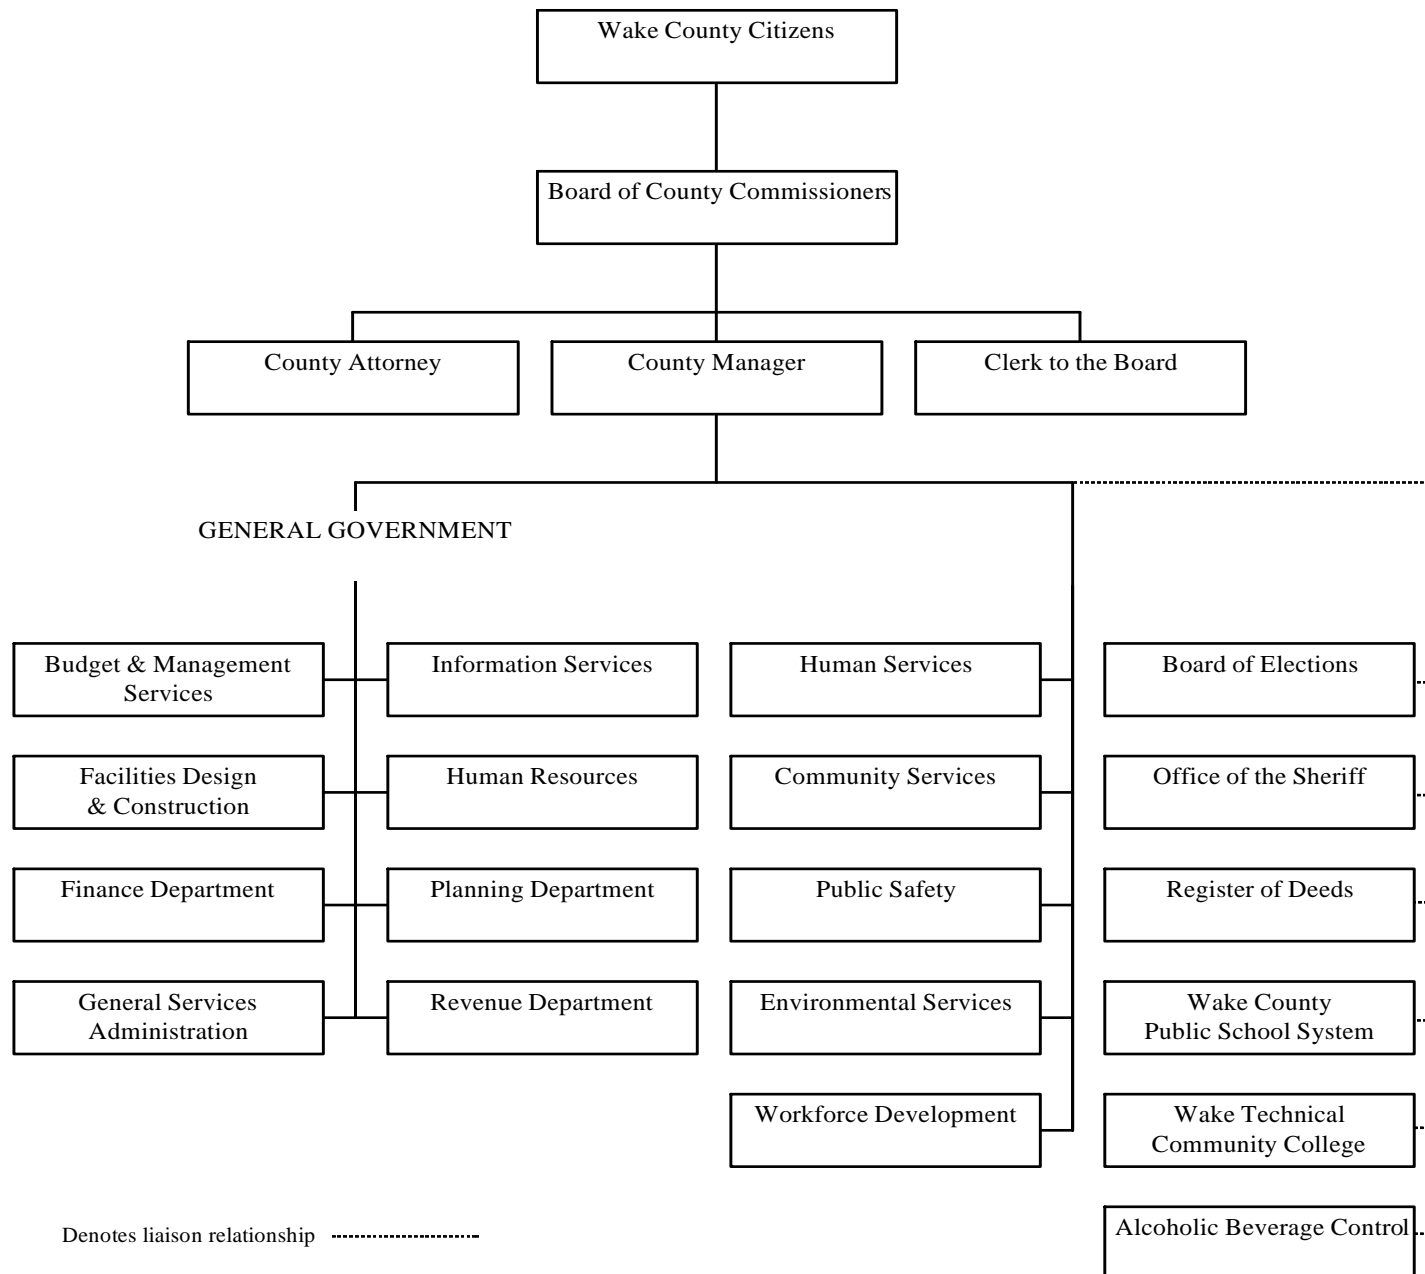 Wake County Citizens
Board of County Commissioners
County Attorney
County Manager
Clerk to the Board
GENERAL GOVERNMENT
Budget & Management
Services
Information Services
Human Services
Board of Elections
Facilities Design
& Construction
Human Resources
Community Services
Office of the Sheriff
Finance Department
Planning Department
Public Safety
Register of Deeds
General Services
Administration
Revenue Department
Environmental Services
Wake County
Public School System
Workforce Development
Wake Technical
Community College
Alcoholic Beverage Control
Denotes liaison relationship